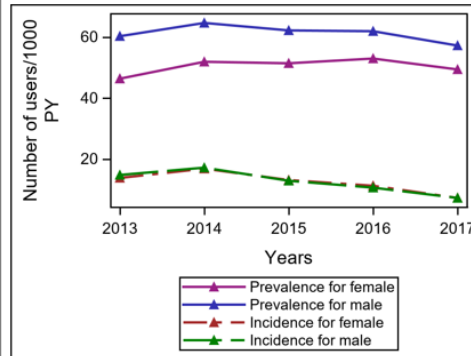 Number of users/1000
PY
60
40
20
2013 2014 2015 2016 2017
Years
Prevalence for female
Prevalence for male
Incidence for female
Incidence for male